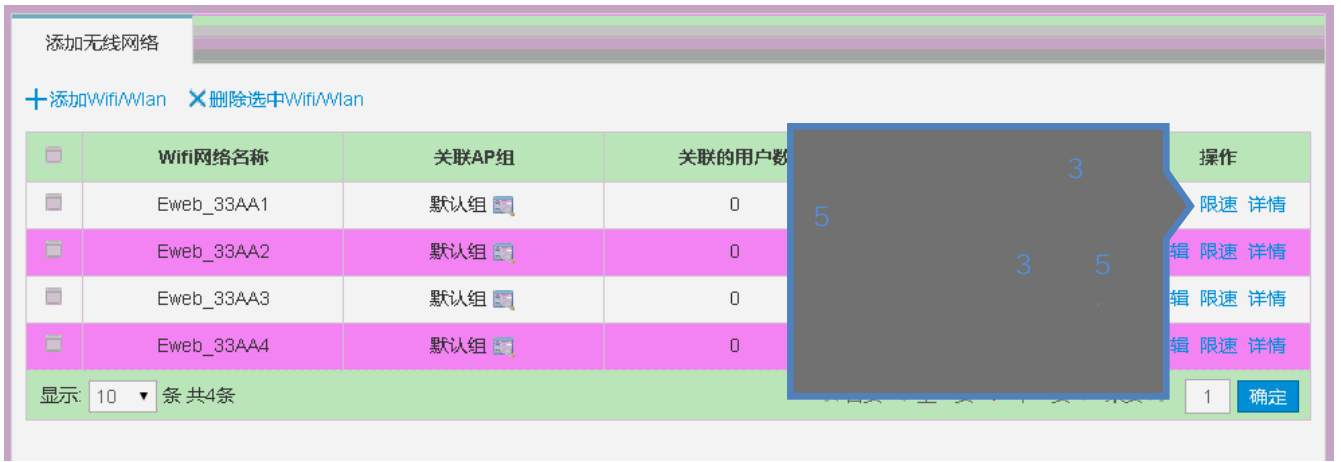 添加无线网络
添加Wifi/Wlan 删除选中Wifi/Wlan
Wifi网络名称 关联AP组 关联的用户数 操作
3
Eweb_33AA1 默认组 0 限速 详情
5
Eweb_33AA2 默认组 0 辑 限速 详情
3 5
Eweb_33AA3 默认组 0 辑 限速 详情
Eweb_33AA4 默认组 0 辑 限速 详情
显示: 10 条 共4条 1 确定